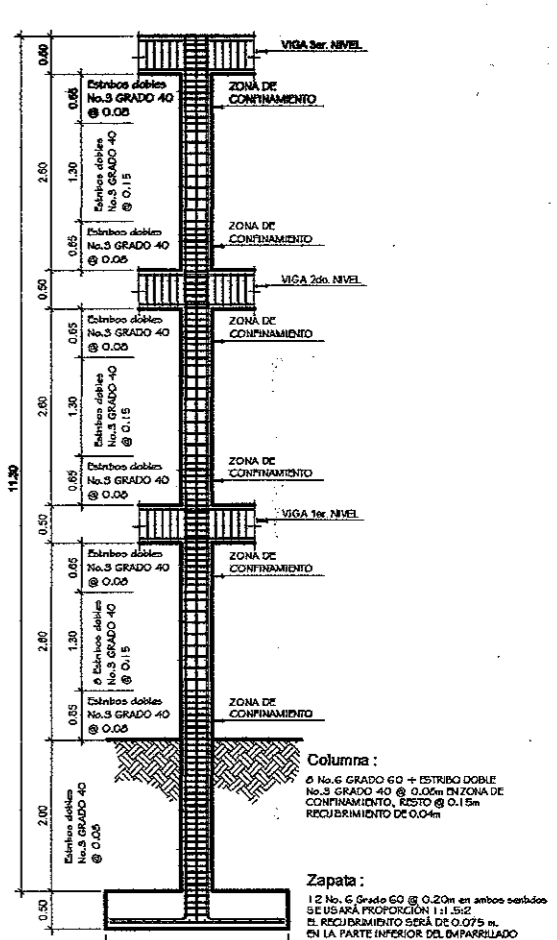 VIGA 3er. NIVEL
0.60
Estribos dobles
No.3 GRADO 40
@ 0.08
ZONA DE
CONFINAMIENTO
0.65
2.60
1.30
Estribos dobles
No.3 GRADO 40
@ 0.15
0.65
Estribos dobles
No.3 GRADO 40
@ 0.08
ZONA DE
CONFINAMIENTO
0.50
VIGA 2do. NIVEL
0.65
Estribos dobles
No.3 GRADO 40
@ 0.08
ZONA DE
CONFINAMIENTO
11.30
2.60
1.30
Estribos dobles
No.3 GRADO 40
@ 0.15
0.65
Estribos dobles
No.3 GRADO 40
@ 0.08
ZONA DE
CONFINAMIENTO
0.50
VIGA 1er. NIVEL
0.65
Estribos dobles
No.3 GRADO 40
@ 0.08
ZONA DE
CONFINAMIENTO
2.60
1.30
8 Estribos dobles
No.3 GRADO 40
@ 0.15
0.65
Estribos dobles
No.3 GRADO 40
@ 0.08
ZONA DE
CONFINAMIENTO
2.00
Estribos dobles
No.3 GRADO 40
@ 0.08
0.50
Columna :
8 No.6 GRADO 60 + ESTRIBO DOBLE
No.3 GRADO 40 @ 0.08m EN ZONA DE
CONFINAMIENTO, RESTO @ 0.15m
RECUBRIMIENTO DE 0.04m
Zapata :
12 No. 6 Grado 60 @ 0.20m en ambos sentidos
SE USARÁ PROPORCIÓN 1:1.5:2
EL RECUBRIMIENTO SERÁ DE 0.075 m.
EN LA PARTE INFERIOR DEL EMPARRILLADO